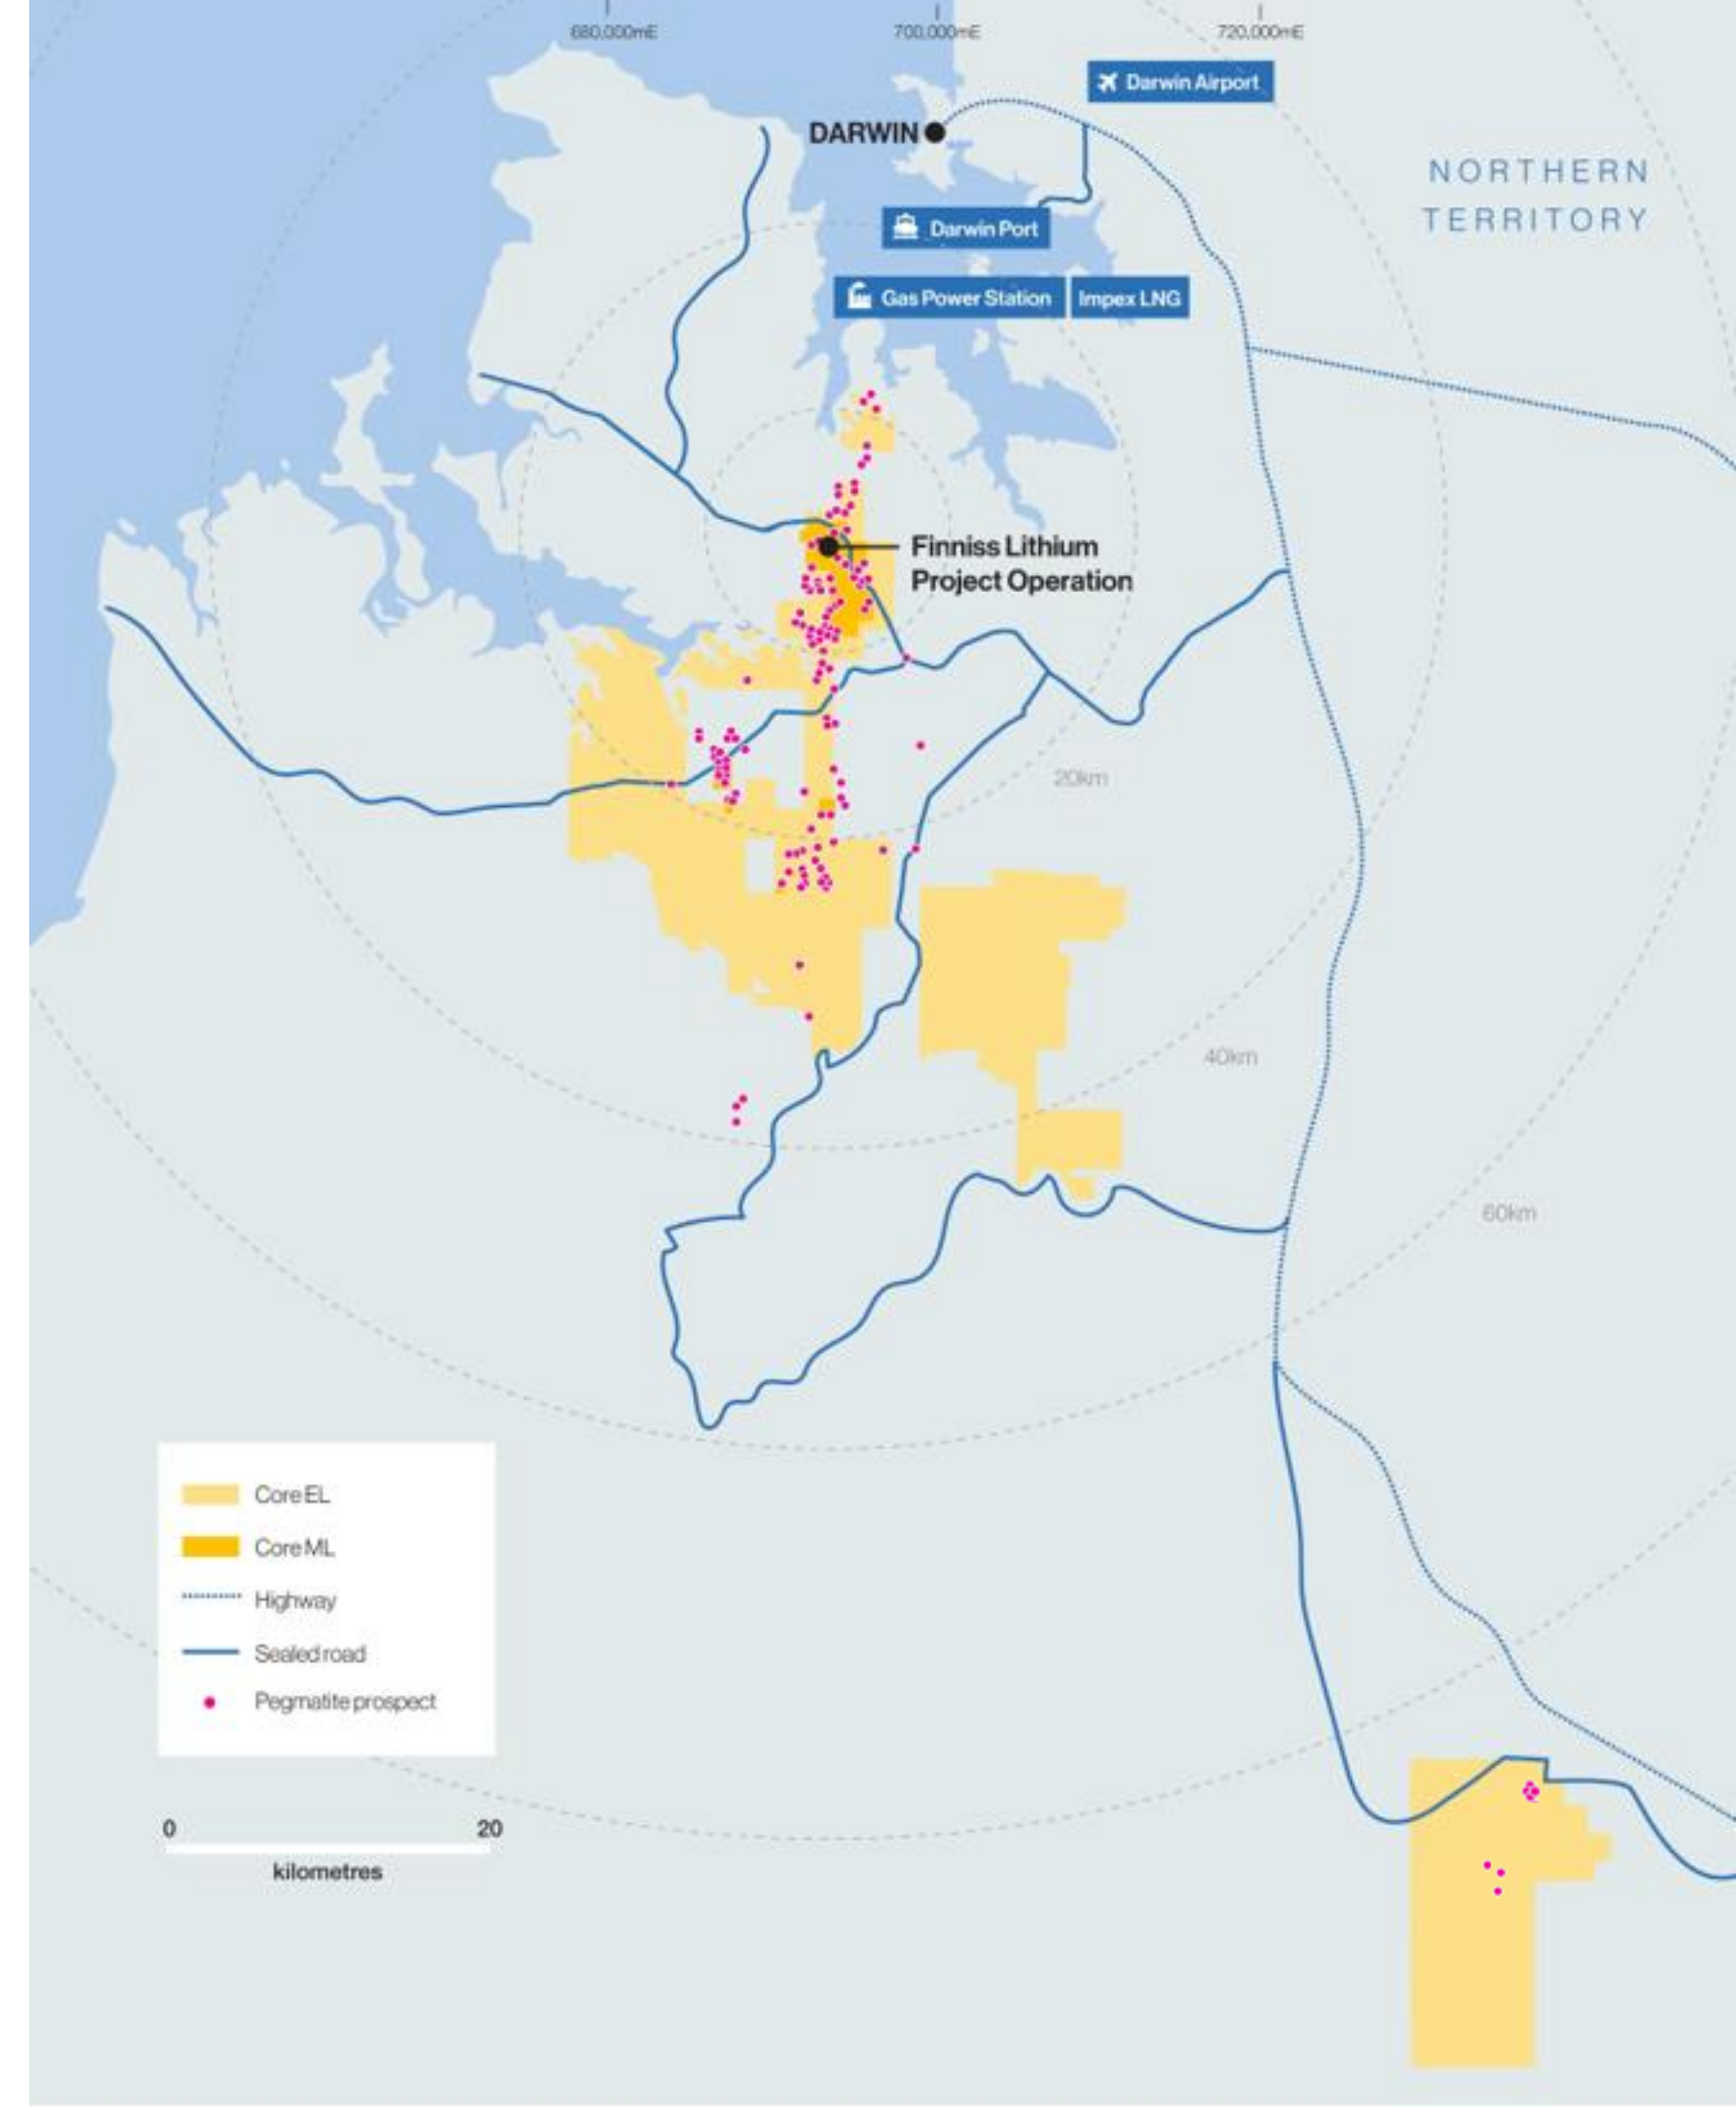 680,000mE
700,000mE
720,000mE
Darwin Airport
DARWIN
NORTHERN
TERRITORY
Darwin Port
Gas Power Station
Impex LNG
Finniss Lithium
Project Operation
20km
40km
60km
Core EL
Core ML
Highway
Sealed road
Pegmatite prospect
0 20
kilometres